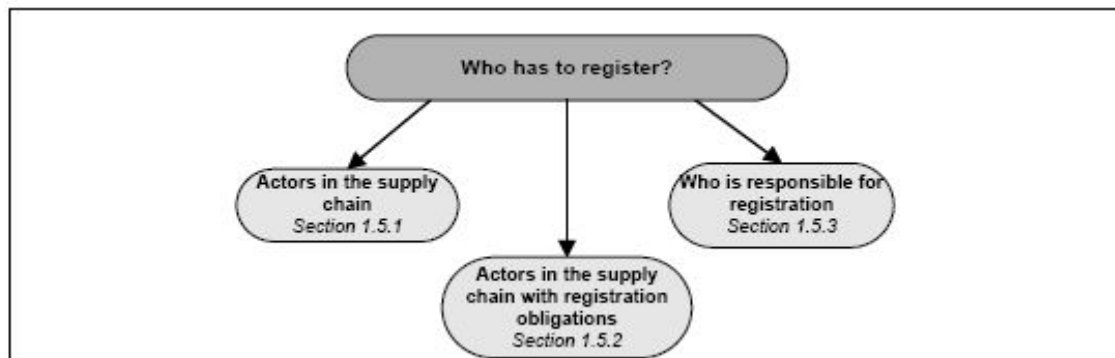 Who has to register?
Actors in the supply
chain
Section 1.5.1
Who is responsible for
registration
Section 1.5.3
Actors in the supply
chain with registration
obligations
Section 1.5.2